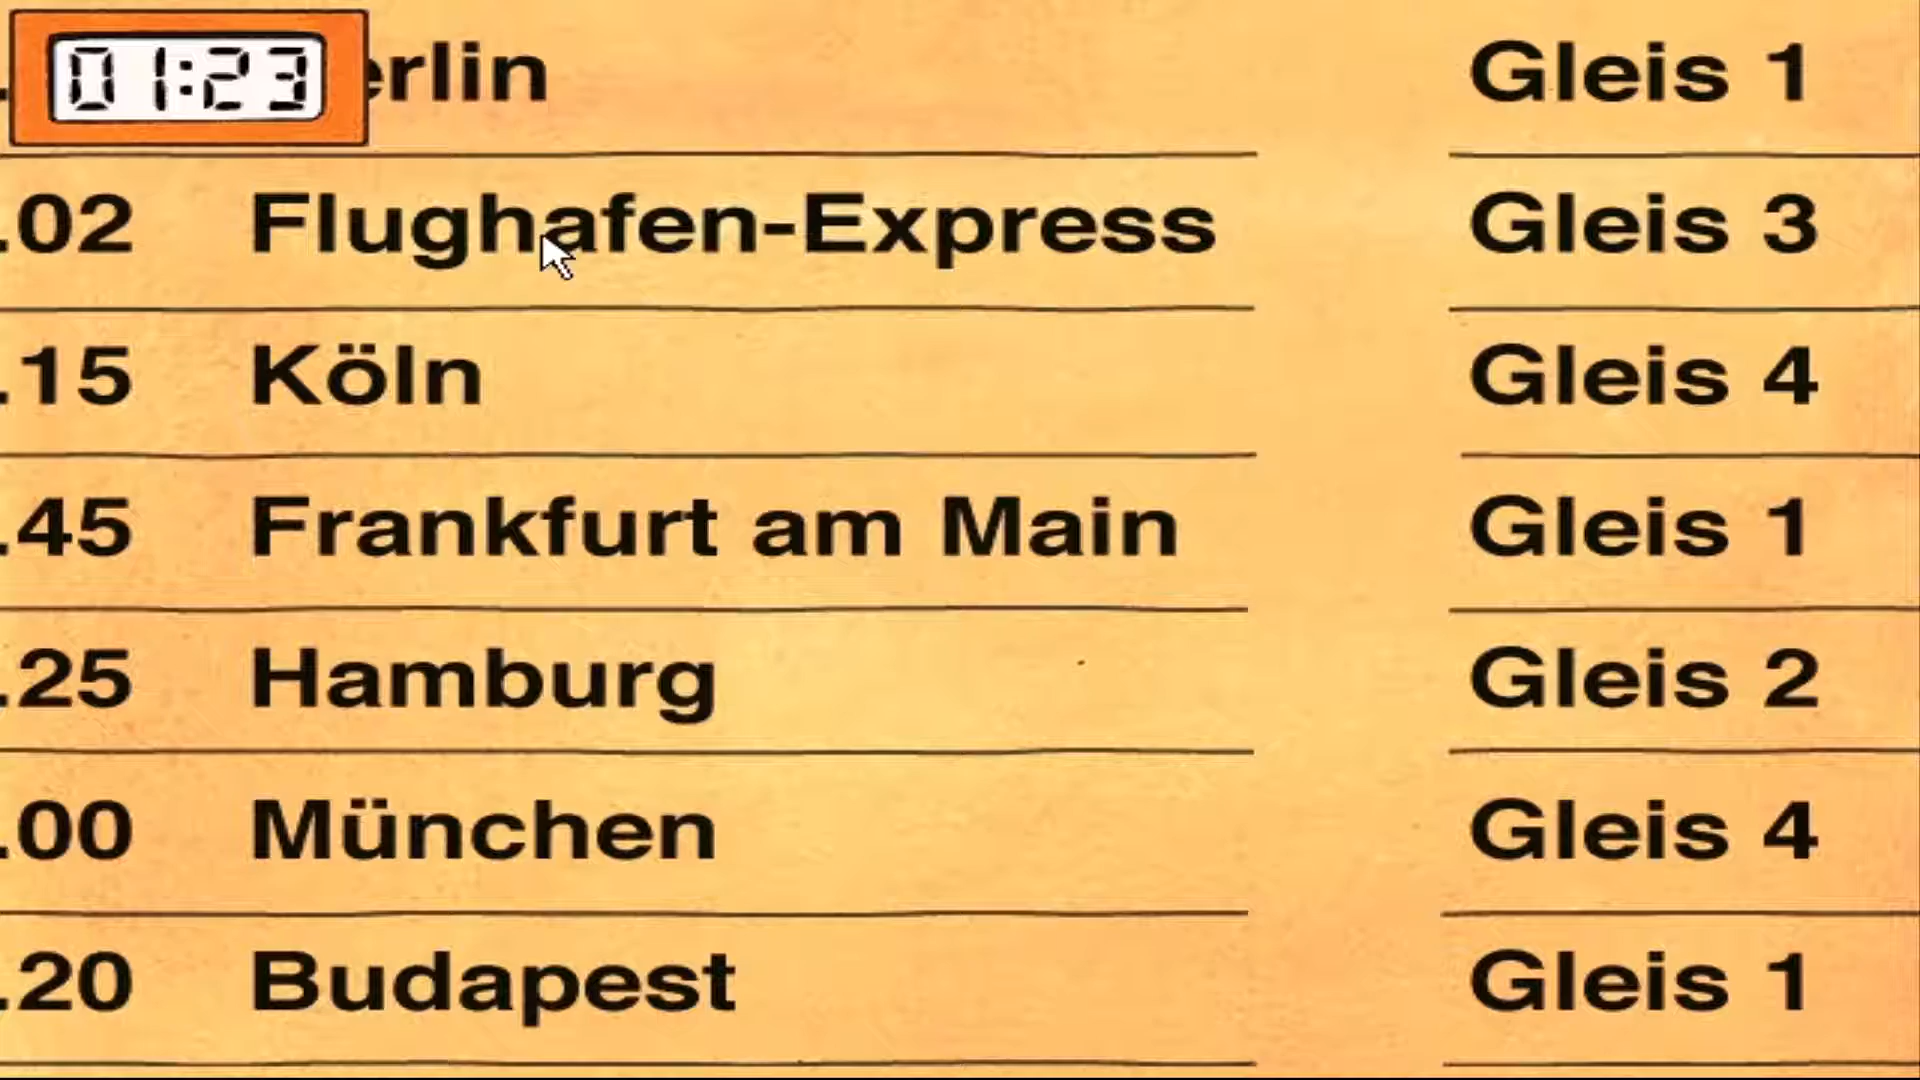 01:23 erlin Gleis 1
.02 Flughafen-Express Gleis 3
.15 Köln Gleis 4
.45 Frankfurt am Main Gleis 1
.25 Hamburg Gleis 2
.00 München Gleis 4
.20 Budapest Gleis 1